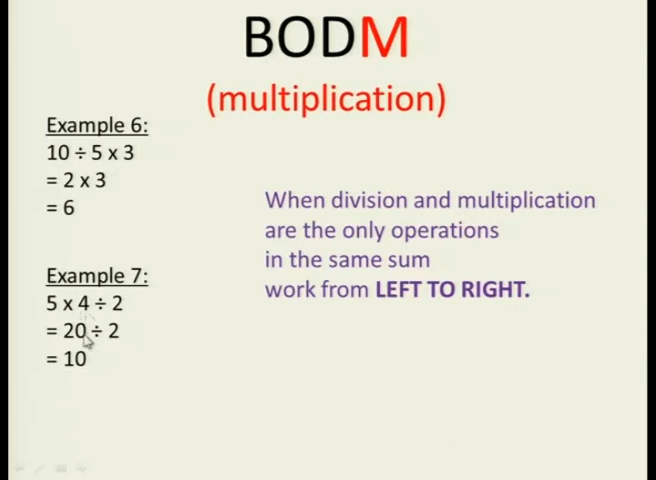 BODM
(multiplication)
Example 6:
10 ÷ 5 x 3
= 2 x 3
= 6
Example 7:
5 x 4 ÷ 2
= 20 ÷ 2
= 10
When division and multiplication
are the only operations
in the same sum
work from LEFT TO RIGHT.